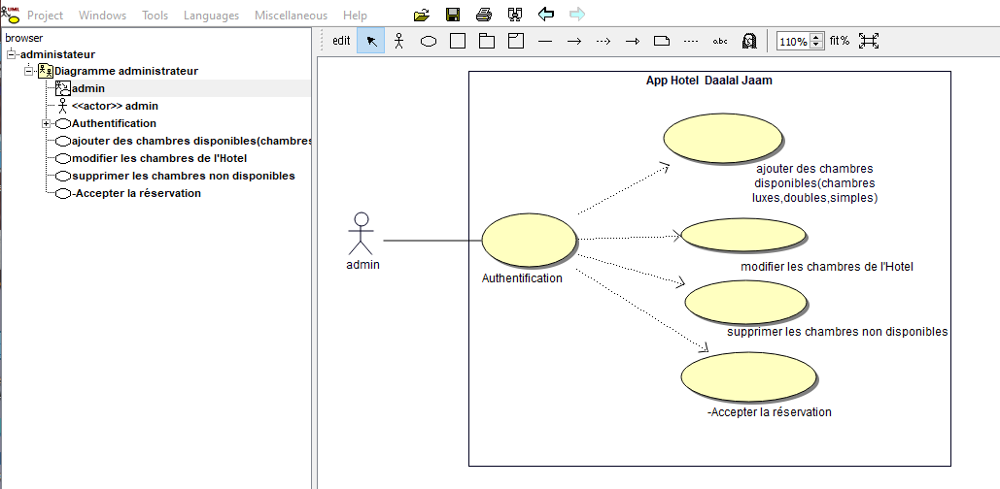 UML
Project Windows Tools Languages Miscellaneous Help
browser
edit
abc
110%
fit%
administateur
Diagramme administrateur
admin
<<actor>> admin
Authentification
ajouter des chambres disponibles(chambres
modifier les chambres de l'Hotel
supprimer les chambres non disponibles
-Accepter la réservation
App Hotel Daalal Jaam
ajouter des chambres
disponibles(chambres
luxes,doubles,simples)
admin
Authentification
modifier les chambres de l'Hotel
supprimer les chambres non disponibles
-Accepter la réservation